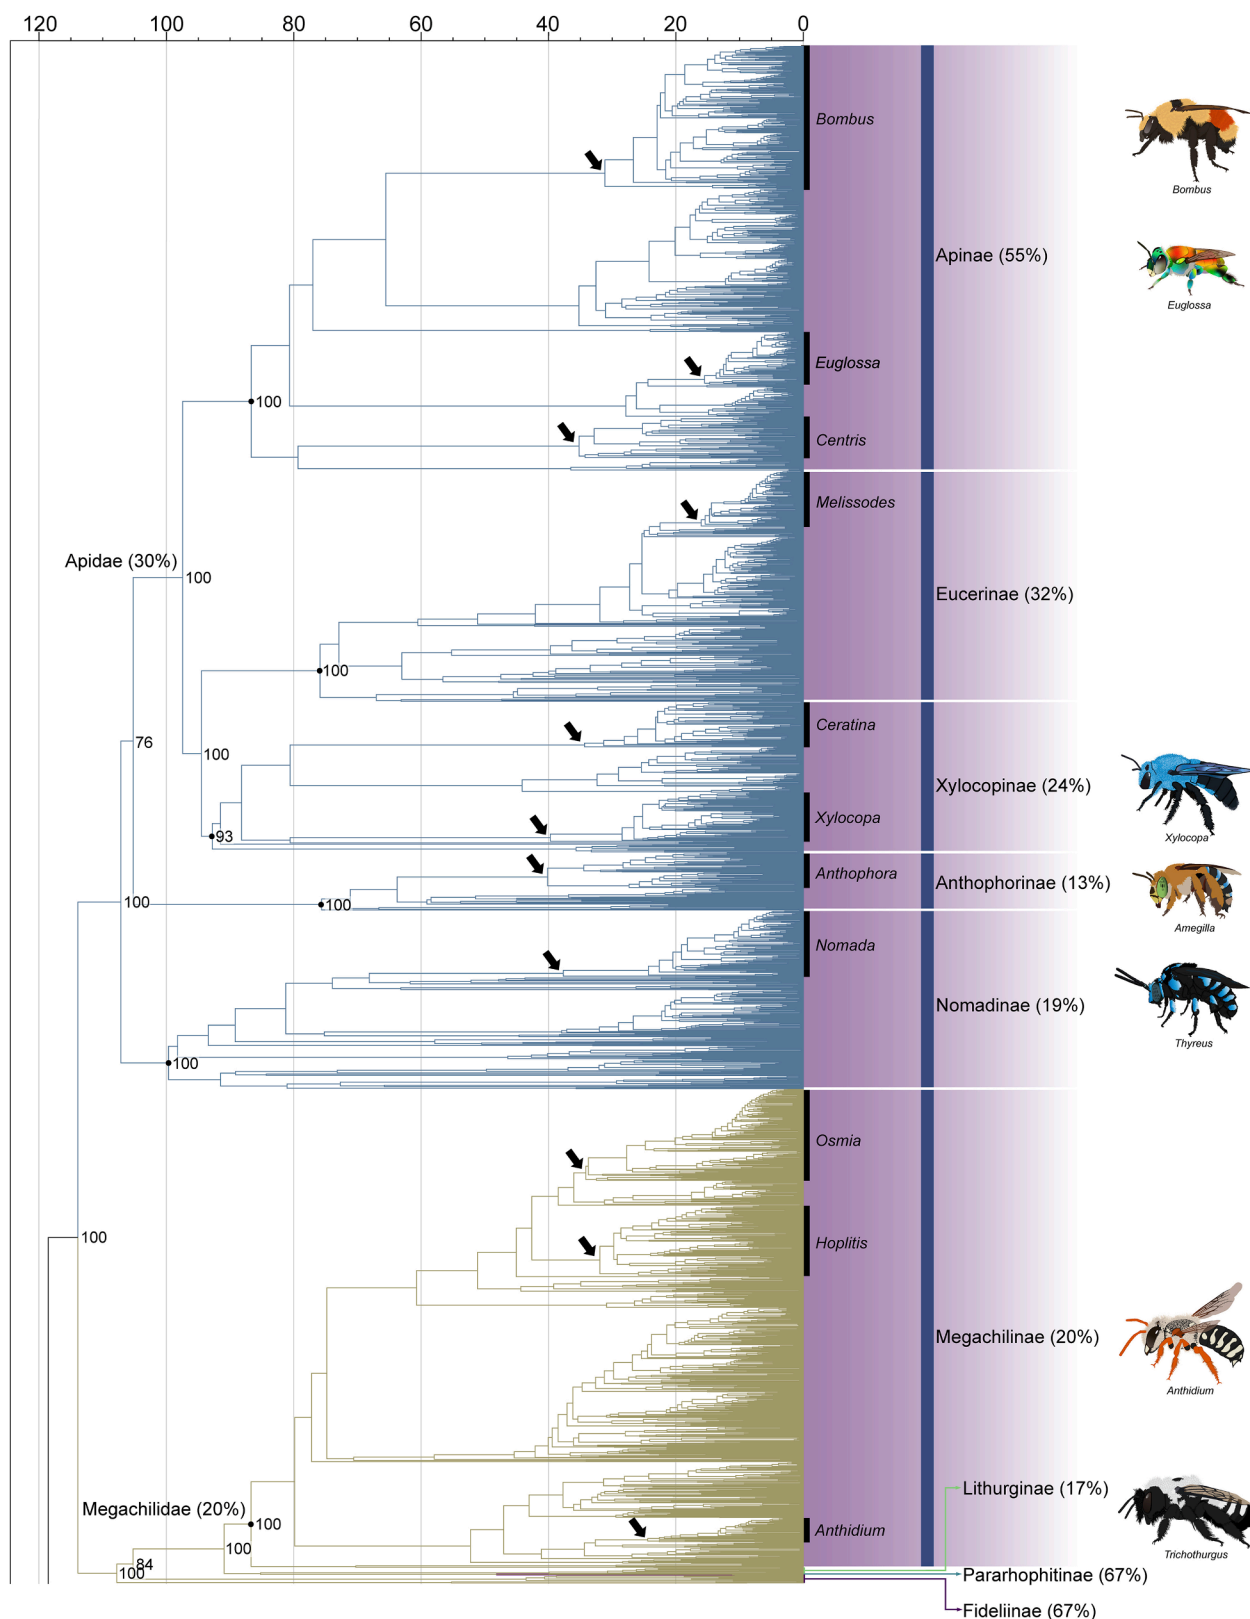 120 100 80 60 40 20 0
Bombus
Bombus
Apinae (55%)
Euglossa
Euglossa
100
Centris
Melissodes
Apidae (30%)
100
Eucerinae (32%)
100
Ceratina
76
100
Xylocopinae (24%)
Xylocopa
93
Xylocopa
Anthophora
Anthophorinae (13%)
100
100
Amegilla
Nomada
Nomadinae (19%)
Thyreus
100
Osmia
100
Hoplitis
Megachilinae (20%)
Anthidium
Lithurginae (17%)
Megachilidae (20%)
100
Anthidium
100
Trichothurgus
84
100
Pararhophitinae (67%)
Fideliinae (67%)